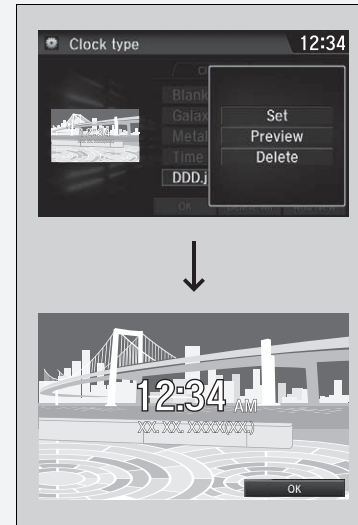 Clock type
12:34
Blank
Galax
Metal
Time
DDD.j
Set
Preview
Delete
OK
12:34 AM
XX. XX. XXXX(XX.)
OK